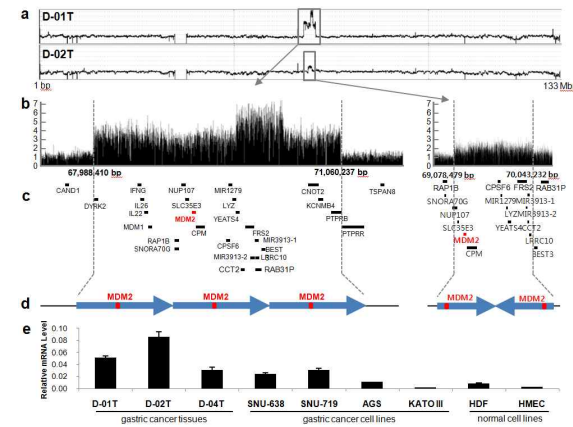 a
D-01T
D-02T
1 bp
133 Mb
b
7
6
5
4
3
2
1
7
6
5
4
3
2
1
67,988,410 bp
71,060,237 bp
69,078,479 bp
70,043,232 bp
c
CAND1
IFNG
NUP107
MIR1279
CNOT2
TSPAN8
DYRK2
IL26
SLC35E3
LYZ
KCNMB4
IL22
MDM2
YEATS4
PTPRB
MDM1
CPM
FRS2
PTPRR
RAP1B
CPSF6
MIR3913-1
SNORA70G
BEST
MIR3913-2
LRRC10
CCT2
RAB31P
CPSF6
FRS2
RAP1B
RAB31P
SNORA70G
MIR1279
MIR3913-1
NUP107
LYZ
MIR3913-2
SLC35E3
YEATS4
CCT2
MDM2
LRRC10
CPM
BEST3
d
MDM2
MDM2
MDM2
MDM2
MDM2
e
Relative mRNA Level
0.10
0.08
0.06
0.04
0.02
0.00
D-01T
D-02T
D-04T
SNU-638
SNU-719
AGS
KATO III
HDF
HMEC
gastric cancer tissues
gastric cancer cell lines
normal cell lines